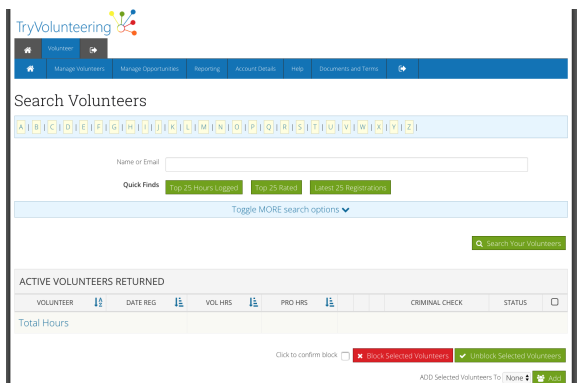 TryVolunteering
Volunteer
Manage Volunteers Manage Opportunities Reporting Account Details Help Documents and Terms
Search Volunteers
A | B | C | D | E | F | G | H | I | J | K | L | M | N | O | P | Q | R | S | T | U | V | W | X | Y | Z |
Name or Email
Quick Finds Top 25 Hours Logged Top 25 Rated Latest 25 Registrations
Toggle MORE search options
Search Your Volunteers
ACTIVE VOLUNTEERS RETURNED
VOLUNTEER DATE REG VOL HRS PRO HRS CRIMINAL CHECK STATUS
Total Hours
Click to confirm block Block Selected Volunteers Unblock Selected Volunteers
ADD Selected Volunteers To None Add